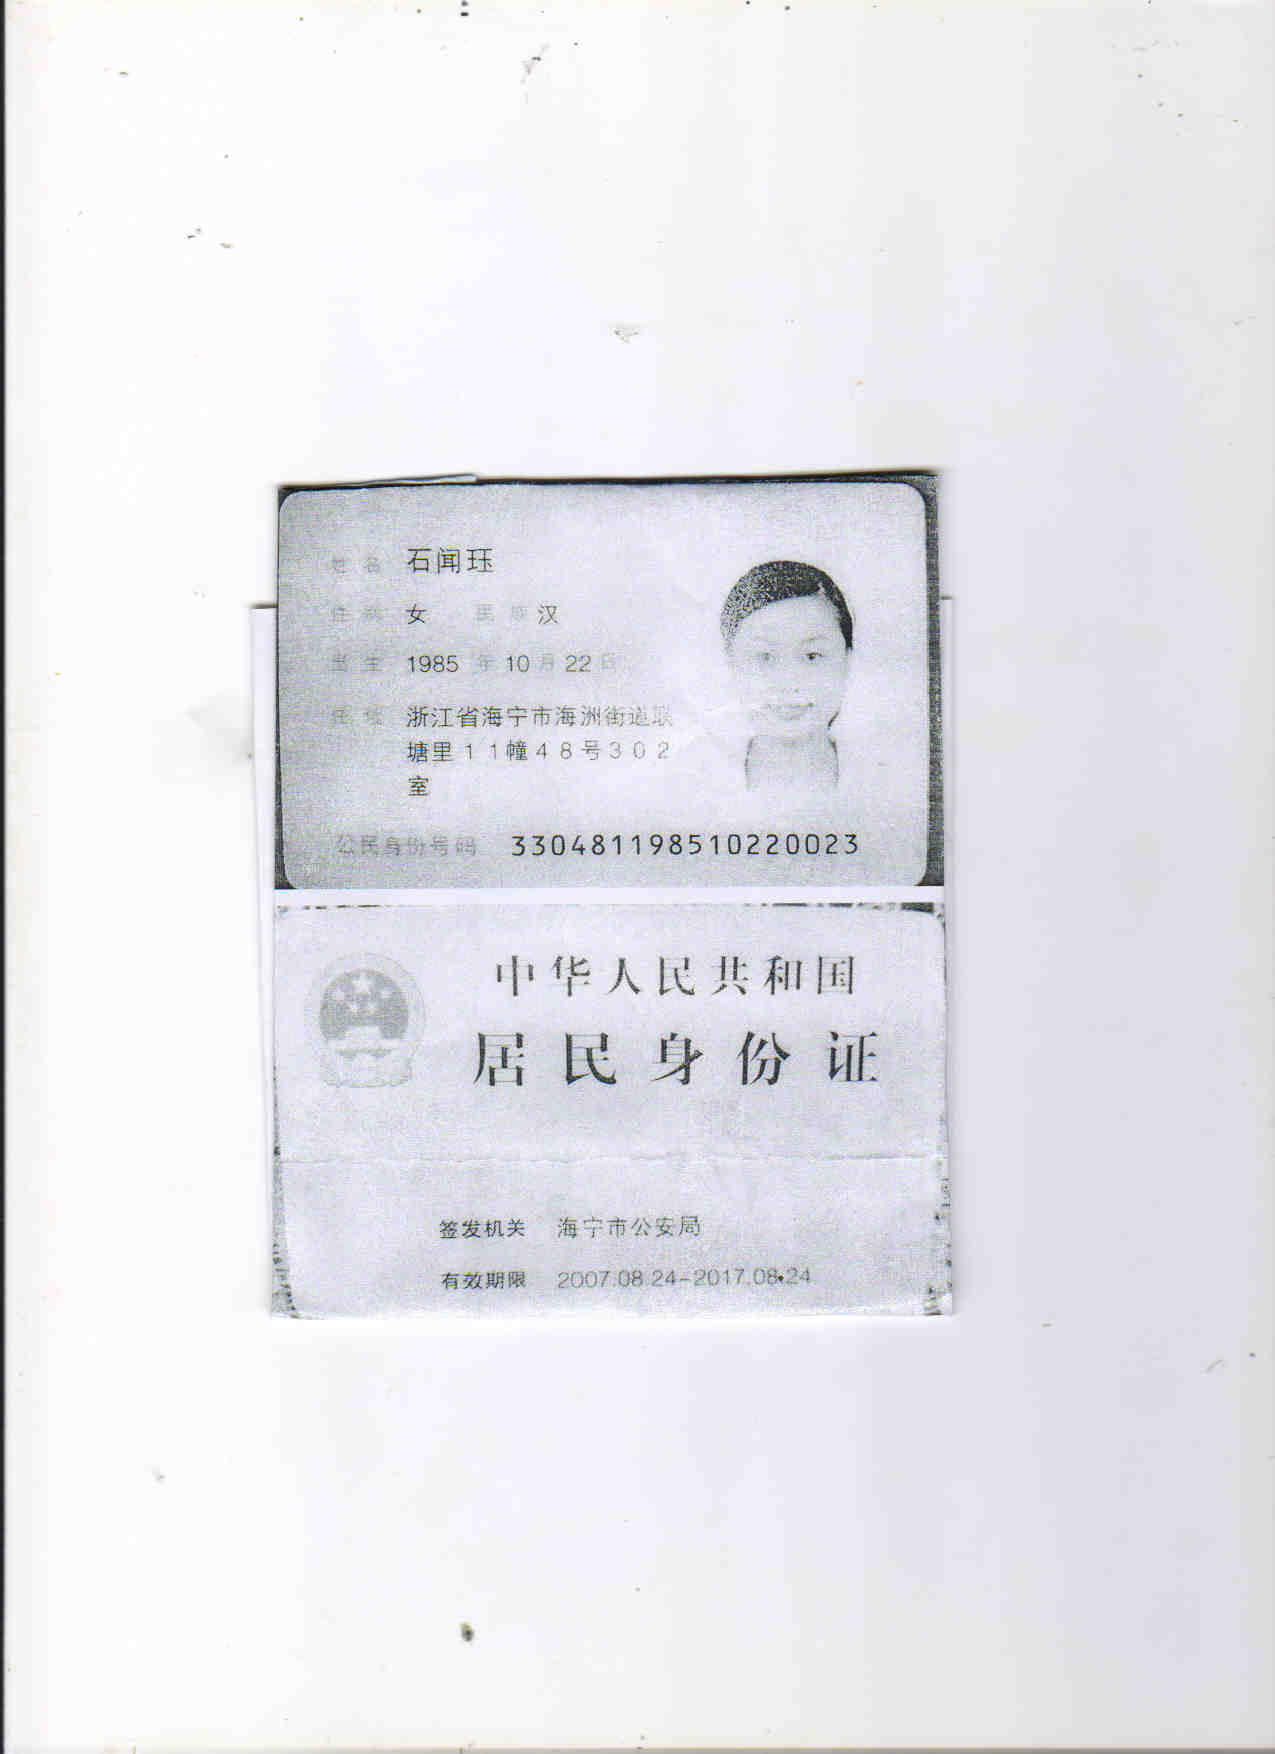 姓名 石闻珏
性别 女 民族 汉
出生 1985 年 10 月 22 日
住址 浙江省海宁市海洲街道联
塘里11幢48号302
室
公民身份号码 330481198510220023
中华人民共和国
居民身份证
签发机关 海宁市公安局
有效期限 2007.08.24-2017.08.24